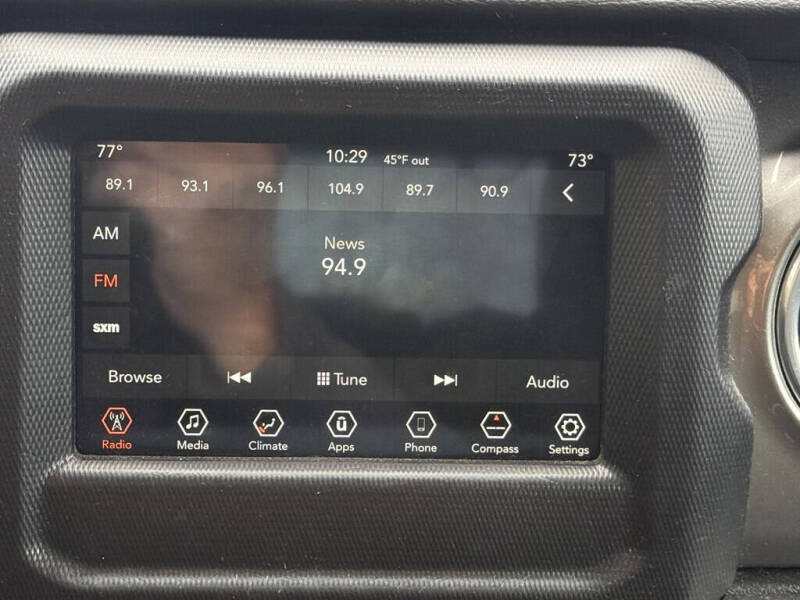 77° 10:29 45°F out 73°
89.1 93.1 96.1 104.9 89.7 90.9
AM
News
94.9
FM
sxm
Browse Tune Audio
ū
Radio Media Climate Apps Phone Compass Settings